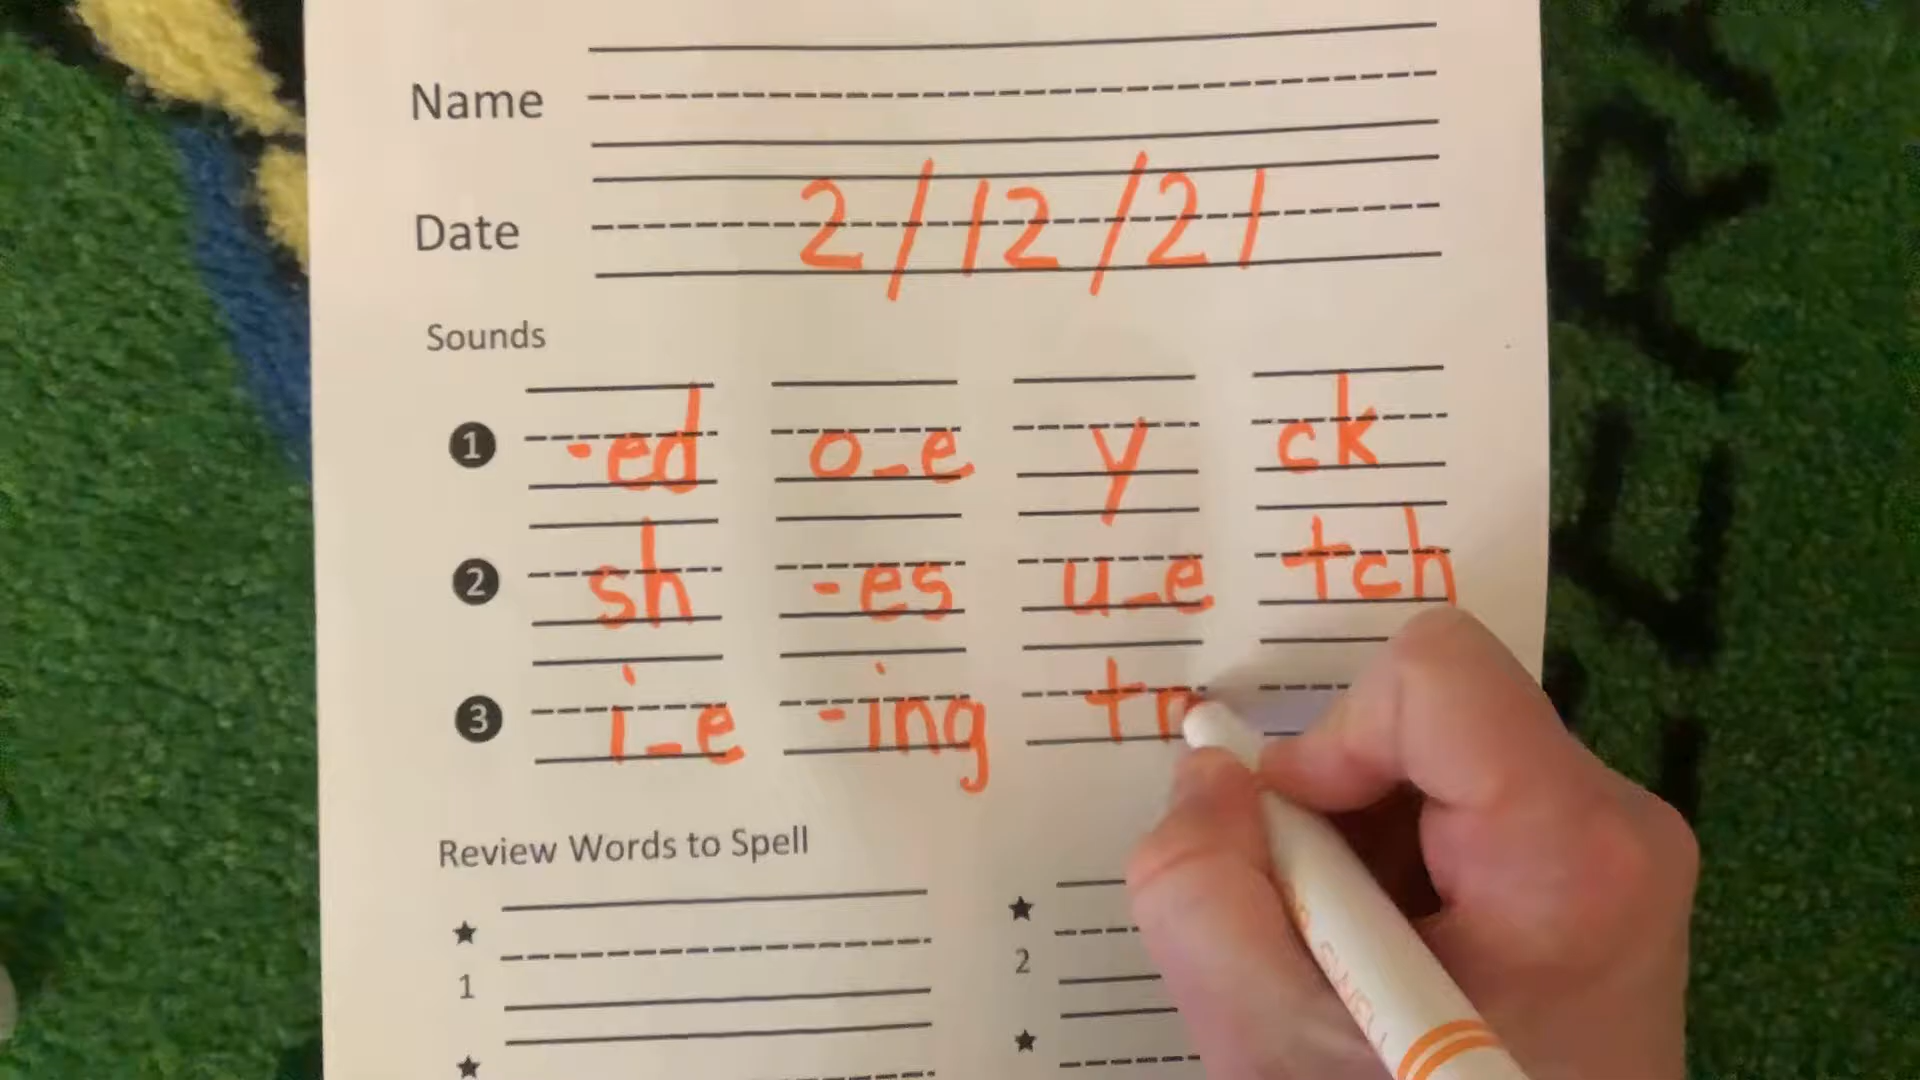 Name
Date 2/12/21
Sounds
1 -ed o_e y ck
2 sh -es u_e tch
3 i_e -ing tr
Review Words to Spell
★ ★
1 2
★ ★